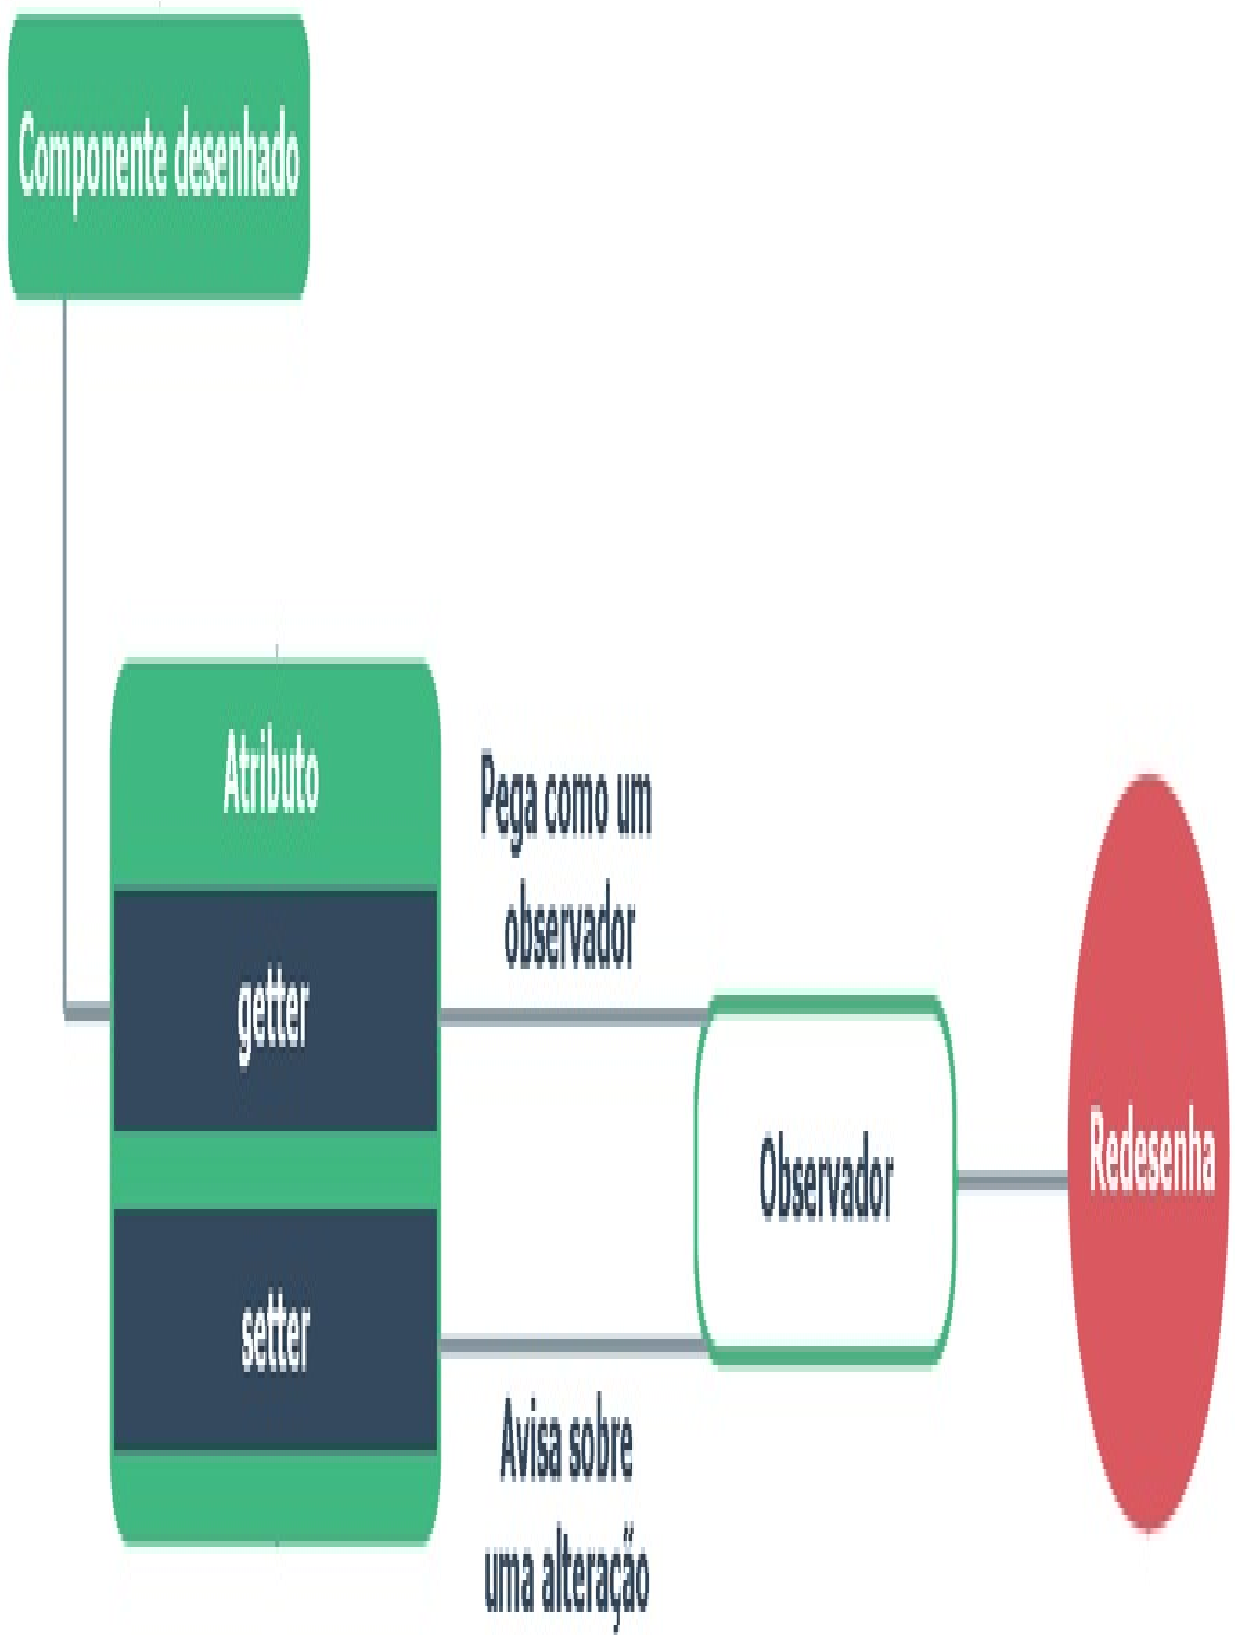 Componente desenhado
Atributo
getter
setter
Pega como um
observador
Avisa sobre
uma alteração
Observador
Redesenha